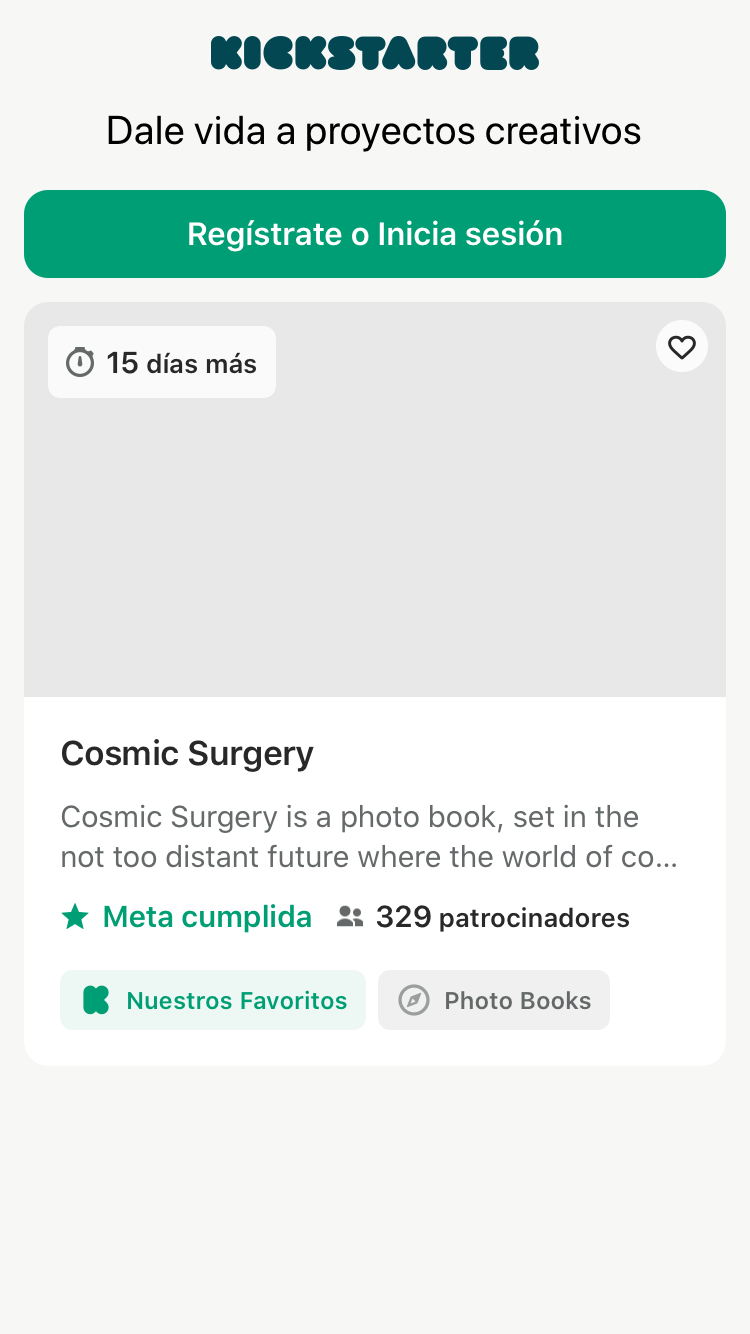 KICKSTARTER
Dale vida a proyectos creativos
Regístrate o Inicia sesión
15 días más
Cosmic Surgery
Cosmic Surgery is a photo book, set in the
not too distant future where the world of co...
Meta cumplida 329 patrocinadores
Nuestros Favoritos Photo Books